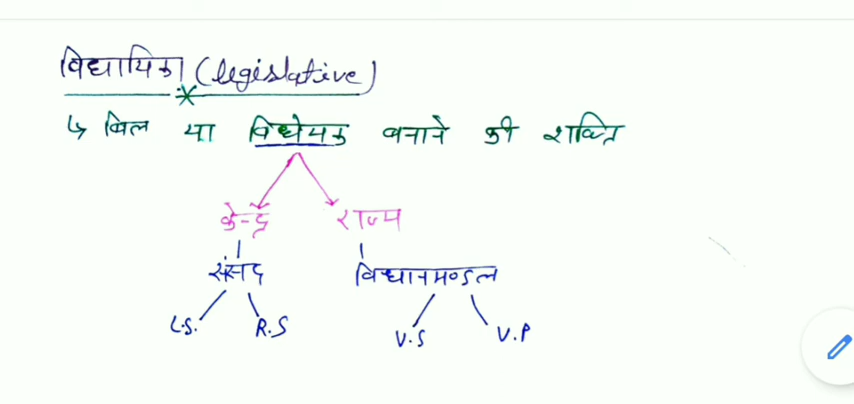 विधायिका (legislative)
↳ बिल या विधेयक बनाने की शक्ति
केन्द्र राज्य
संसद विधानमण्डल
L.S. R.S V.S V.P